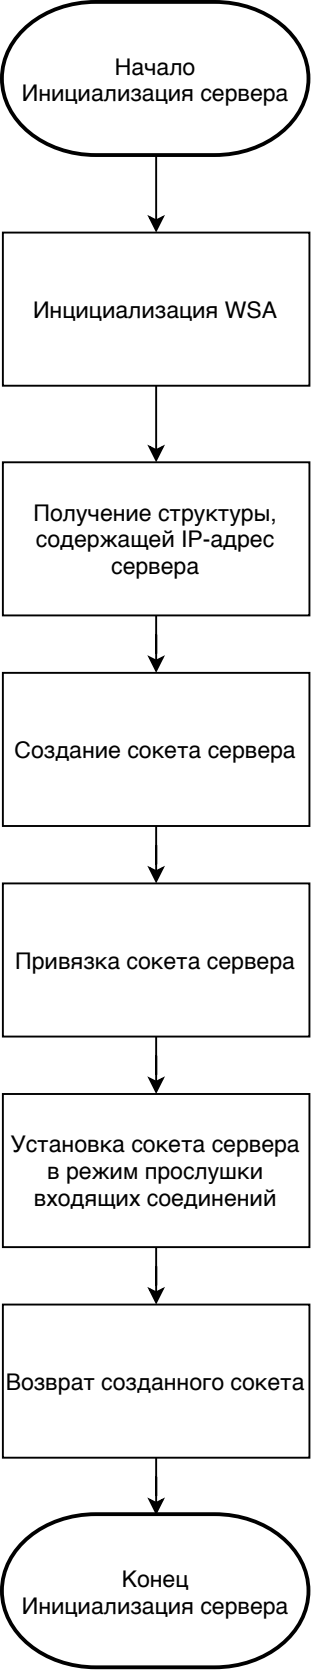 Начало
Инициализация сервера
Инцициализация WSA
Получение структуры,
содержащей IP-адрес
сервера
Создание сокета сервера
Привязка сокета сервера
Установка сокета сервера
в режим прослушки
входящих соединений
Возврат созданного сокета
Конец
Инициализация сервера